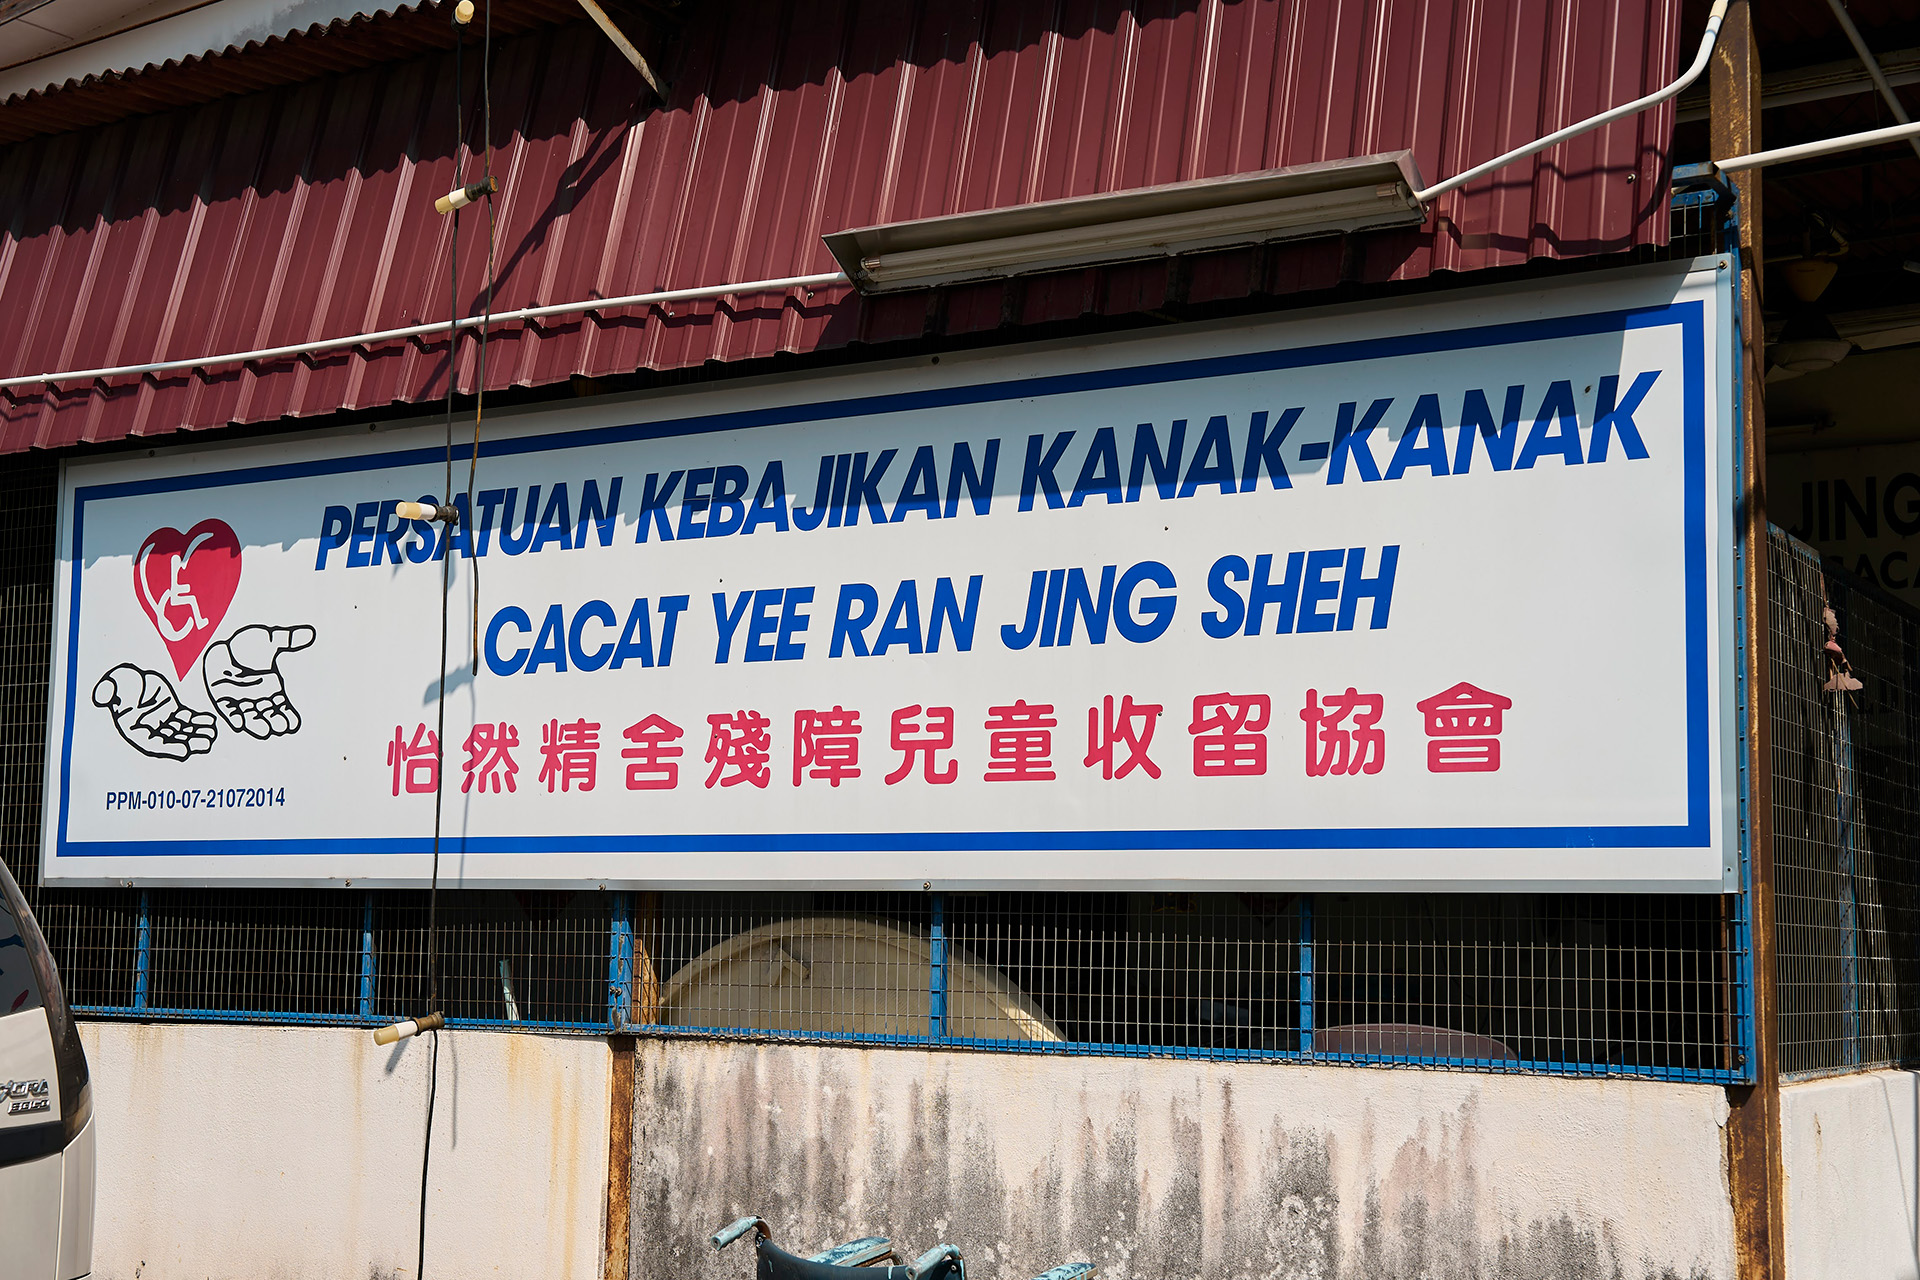 PERSATUAN KEBAJIKAN KANAK-KANAK
CACAT YEE RAN JING SHEH
怡然精舍殘障兒童收留協會
PPM-010-07-21072014
JING